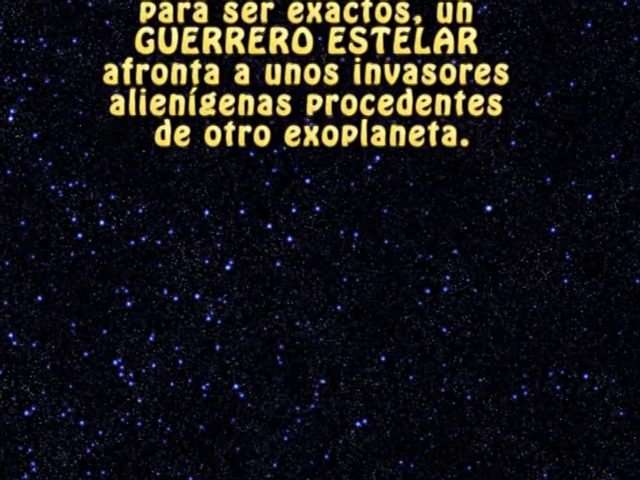 para ser exactos, un
GUERRERO ESTELAR
afronta a unos invasores
alienígenas procedentes
de otro exoplaneta.